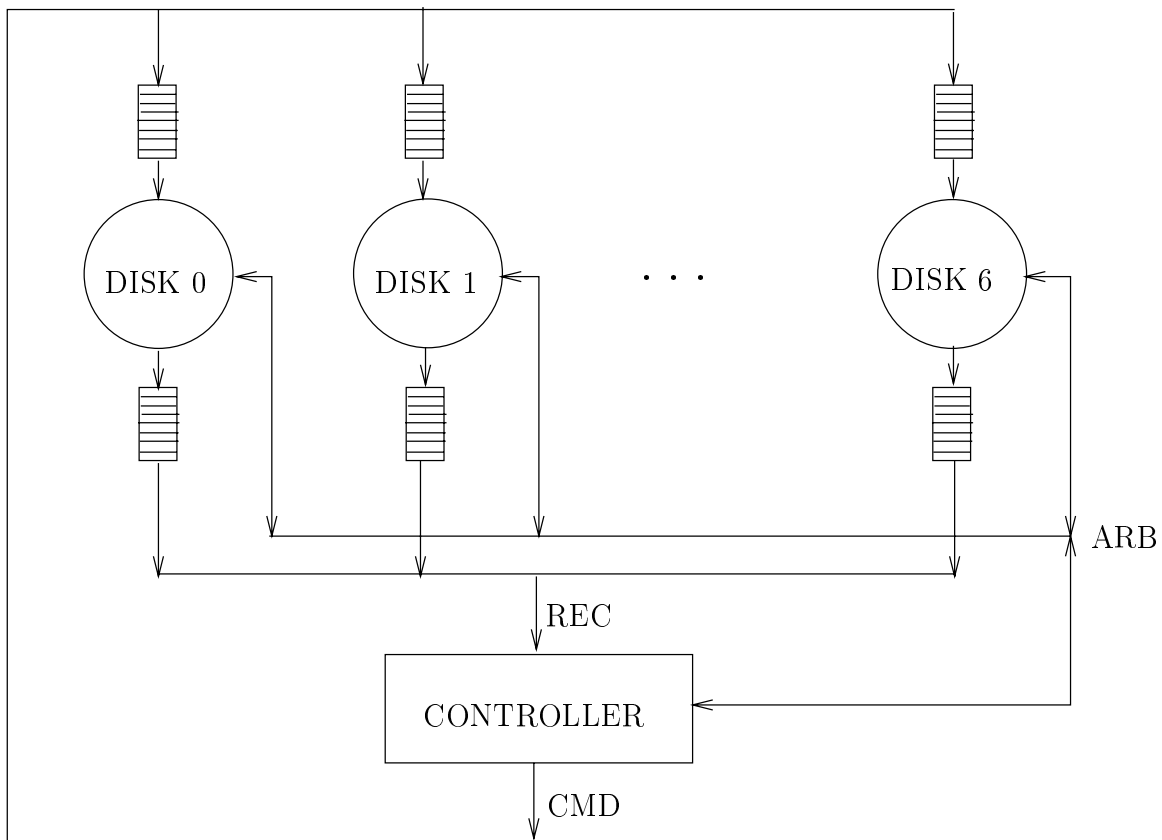 DISK 0
DISK 1
. . .
DISK 6
ARB
REC
CONTROLLER
CMD